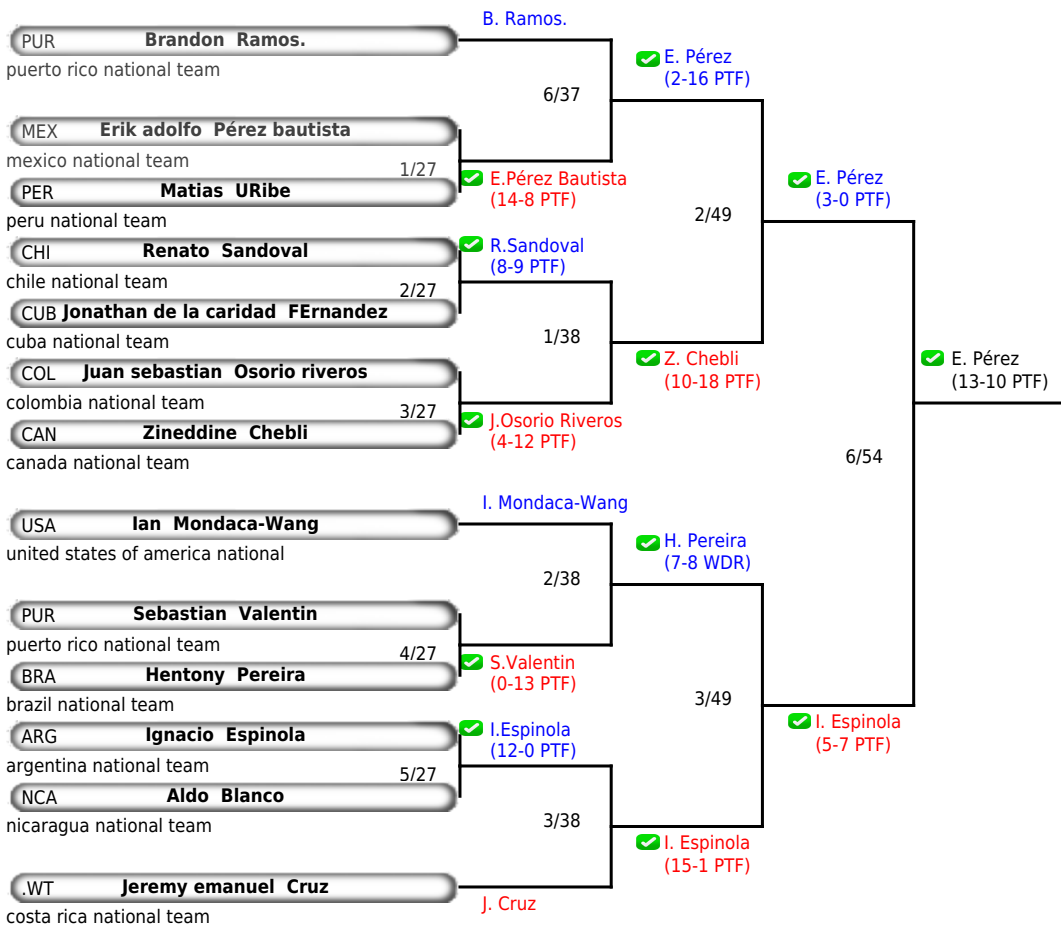 B. Ramos.
PUR Brandon Ramos.
puerto rico national team
E. Pérez
(2-16 PTF)
6/37
MEX Erik adolfo Pérez bautista
mexico national team
1/27
E.Pérez Bautista
(14-8 PTF)
PER Matias URibe
peru national team
E. Pérez
(3-0 PTF)
2/49
CHI Renato Sandoval
chile national team
R.Sandoval
(8-9 PTF)
2/27
CUB Jonathan de la caridad FErnandez
cuba national team
1/38
COL Juan sebastian Osorio riveros
colombia national team
Z. Chebli
(10-18 PTF)
E. Pérez
(13-10 PTF)
3/27
J.Osorio Riveros
(4-12 PTF)
CAN Zineddine Chebli
canada national team
6/54
I. Mondaca-Wang
USA Ian Mondaca-Wang
united states of america national
H. Pereira
(7-8 WDR)
2/38
PUR Sebastian Valentin
puerto rico national team
4/27
S.Valentin
(0-13 PTF)
BRA Hentony Pereira
brazil national team
3/49
I. Espinola
(5-7 PTF)
ARG Ignacio Espinola
argentina national team
I.Espinola
(12-0 PTF)
5/27
NCA Aldo Blanco
nicaragua national team
3/38
I. Espinola
(15-1 PTF)
.WT Jeremy emanuel Cruz
costa rica national team
J. Cruz